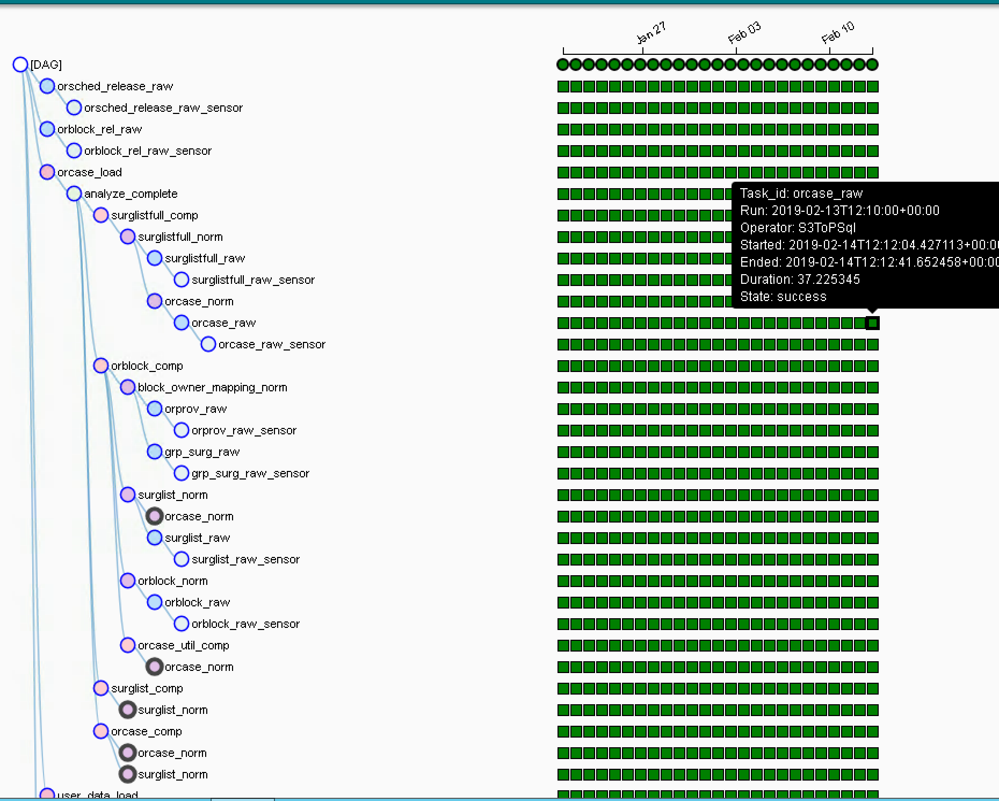 Jan 27
Feb 03
Feb 10
[DAG]
orsched_release_raw
orsched_release_raw_sensor
orblock_rel_raw
orblock_rel_raw_sensor
orcase_load
analyze_complete
surglistfull_comp
surglistfull_norm
surglistfull_raw
surglistfull_raw_sensor
orcase_norm
orcase_raw
orcase_raw_sensor
orblock_comp
block_owner_mapping_norm
orprov_raw
orprov_raw_sensor
grp_surg_raw
grp_surg_raw_sensor
surglist_norm
orcase_norm
surglist_raw
surglist_raw_sensor
orblock_norm
orblock_raw
orblock_raw_sensor
orcase_util_comp
orcase_norm
surglist_comp
surglist_norm
orcase_comp
orcase_norm
surglist_norm
user_data_load
Task_id: orcase_raw
Run: 2019-02-13T12:10:00+00:00
Operator: S3ToPSql
Started: 2019-02-14T12:12:04.427113+00:00
Ended: 2019-02-14T12:12:41.652458+00:00
Duration: 37.225345
State: success